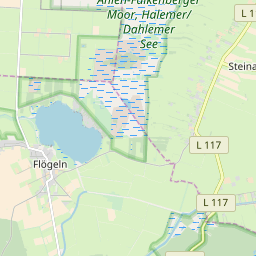 Ahlen-Falkenberger
Moor, Halemer/
Dahlemer
See
L 1
Steina
L 117
Flögeln
L 117